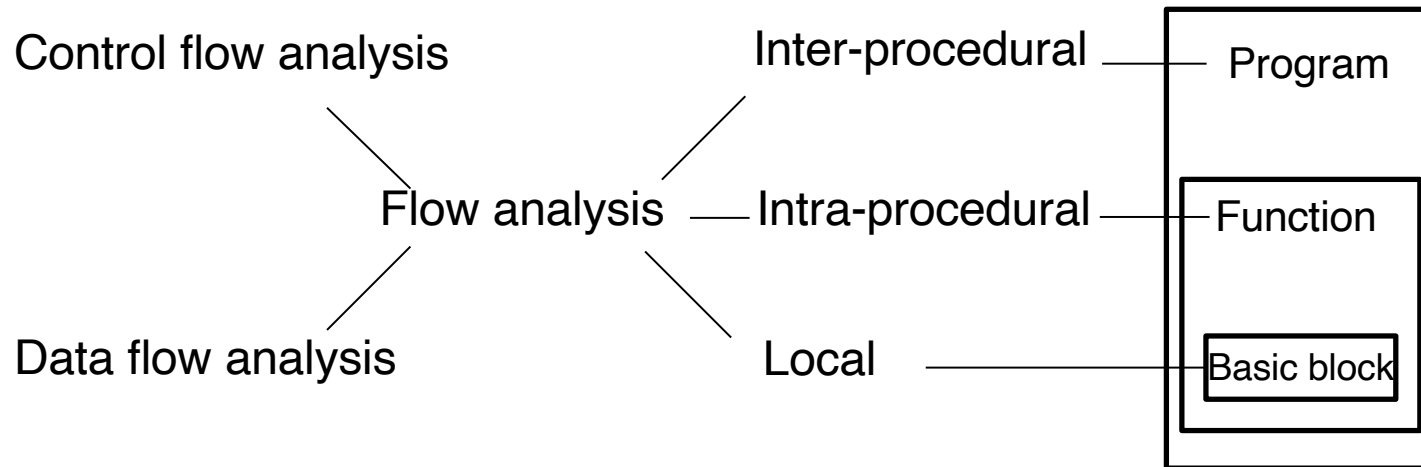 Control flow analysis
Inter-procedural
Program
Flow analysis
Intra-procedural
Function
Data flow analysis
Local
Basic block